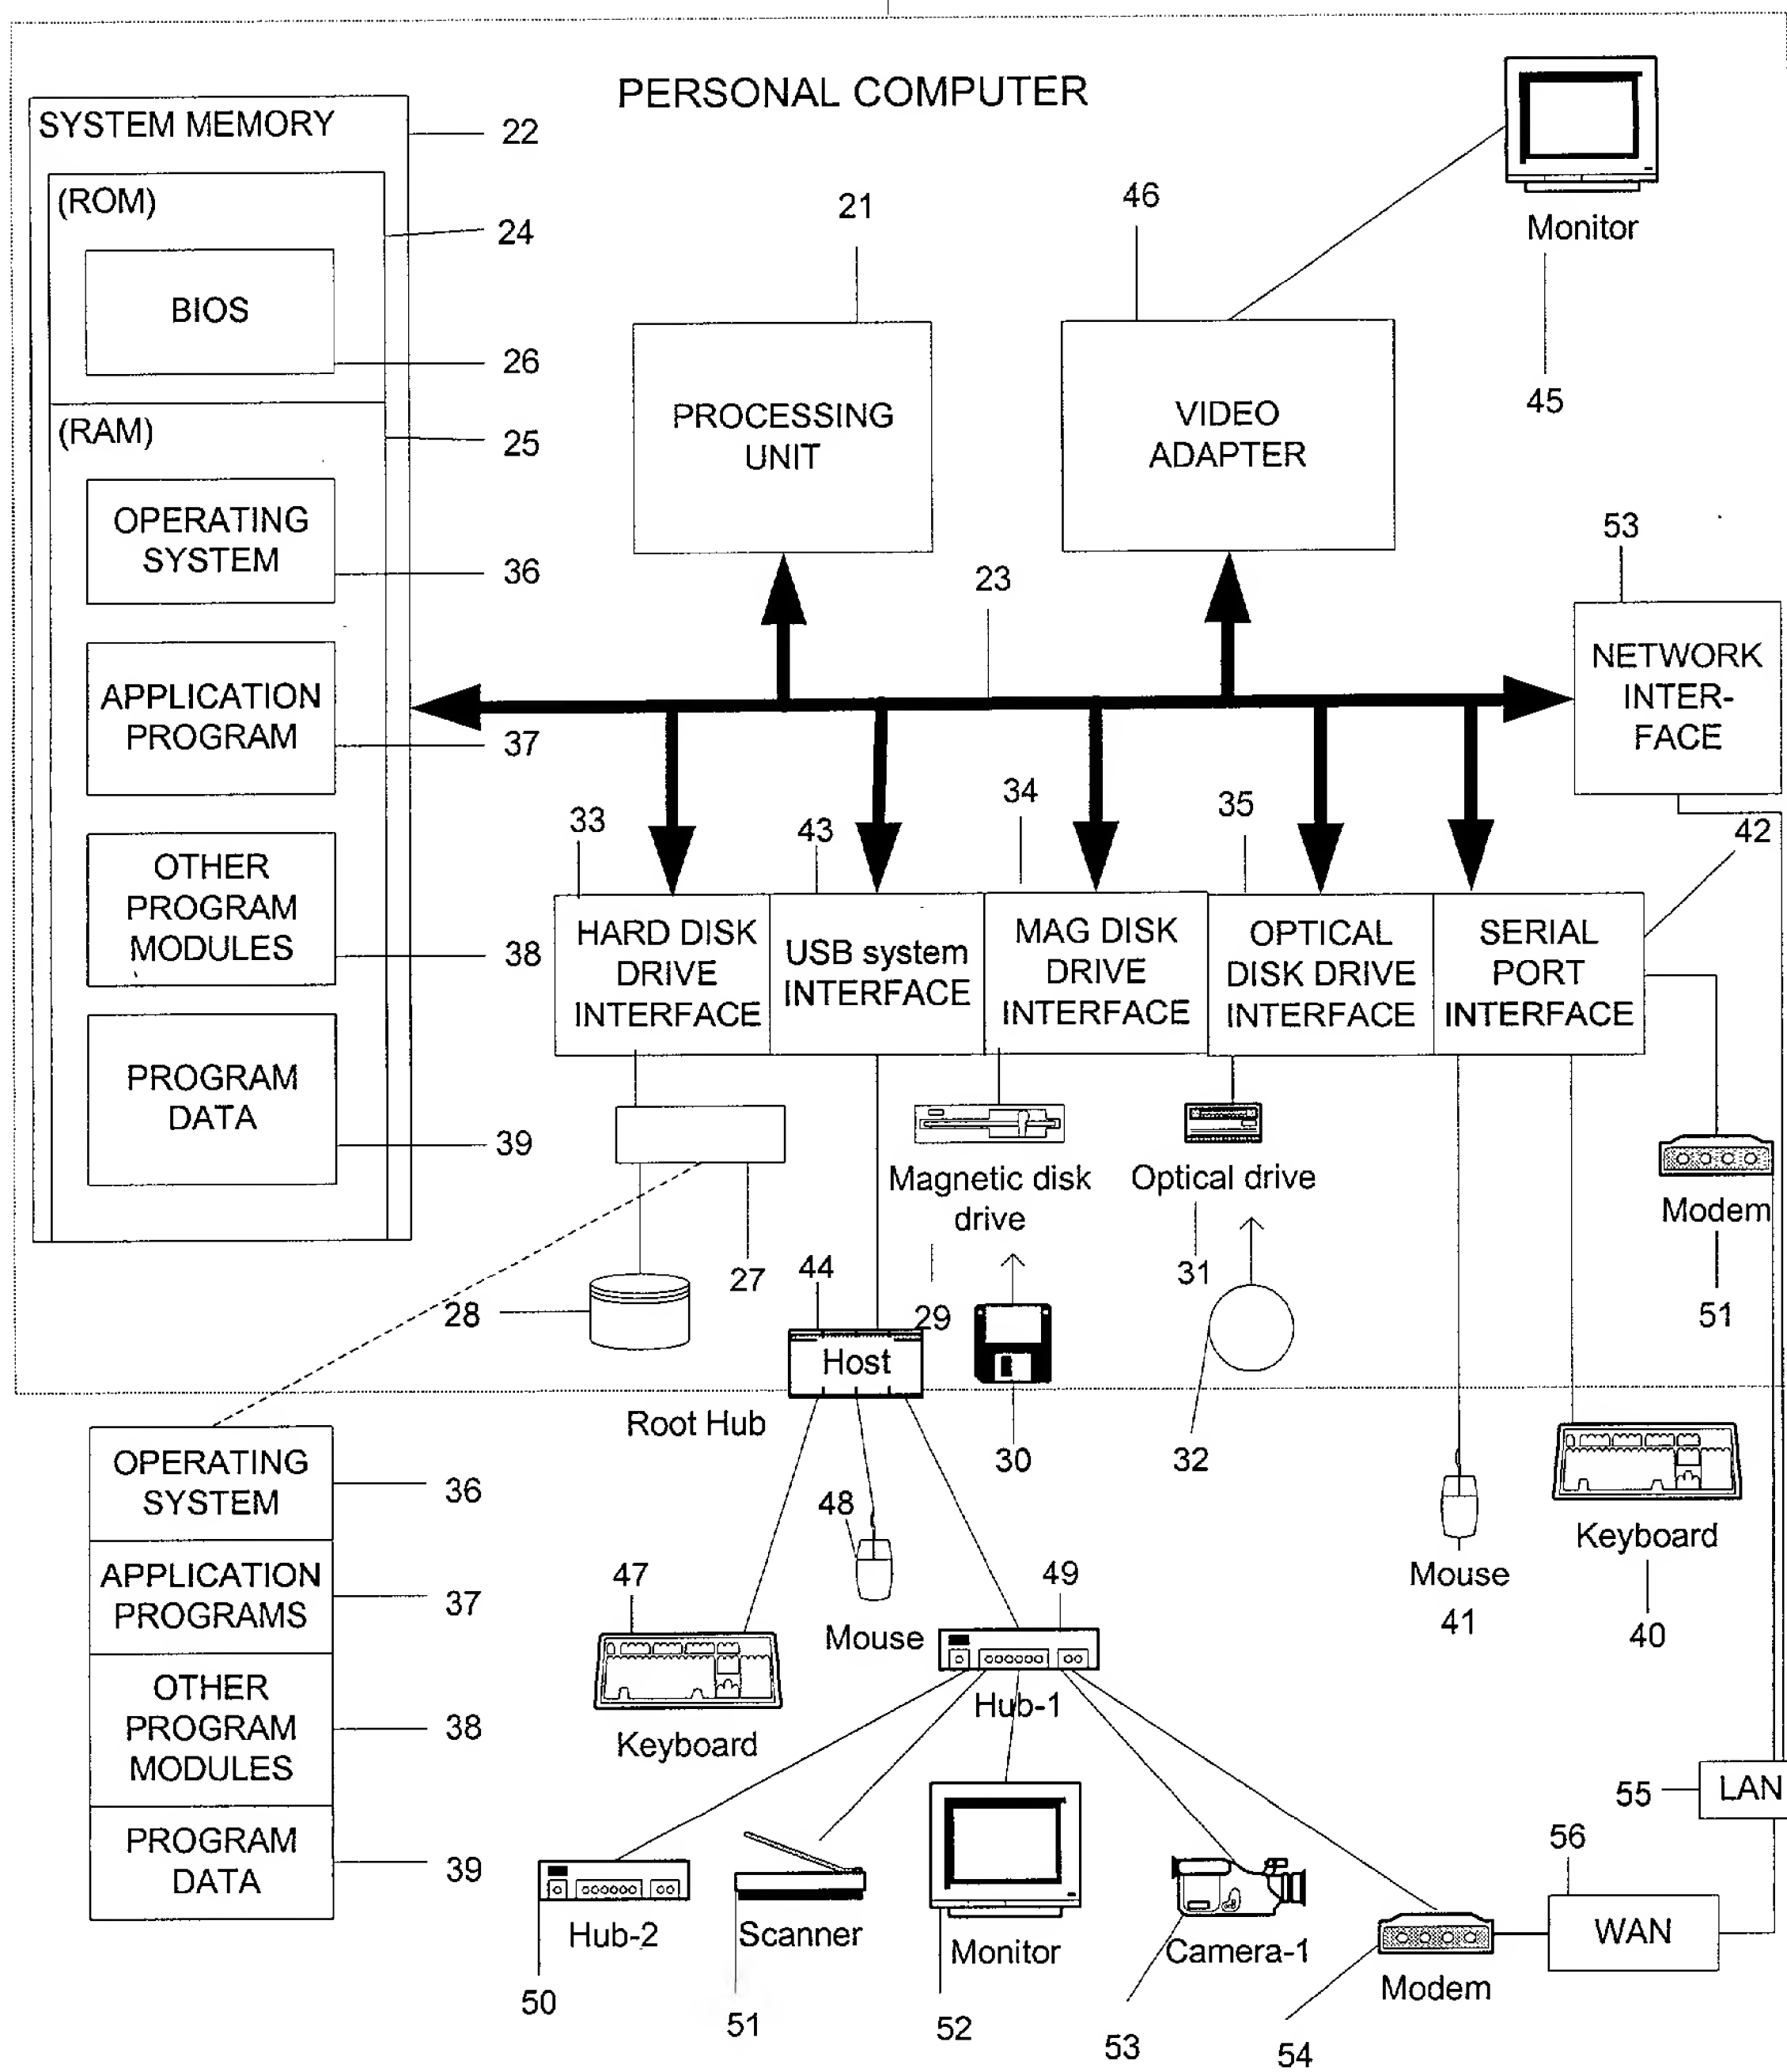 PERSONAL COMPUTER
SYSTEM MEMORY
22
(ROM)
24
BIOS
26
(RAM)
25
OPERATING
SYSTEM
36
APPLICATION
PROGRAM
37
OTHER
PROGRAM
MODULES
38
PROGRAM
DATA
39
21
PROCESSING
UNIT
46
VIDEO
ADAPTER
Monitor
45
23
53
NETWORK
INTER-
FACE
33
HARD DISK
DRIVE
INTERFACE
43
USB system
INTERFACE
34
MAG DISK
DRIVE
INTERFACE
35
OPTICAL
DISK DRIVE
INTERFACE
42
SERIAL
PORT
INTERFACE
27
28
44
Host
Root Hub
Magnetic disk
drive
29
30
Optical drive
31
32
Modem
51
OPERATING
SYSTEM
36
APPLICATION
PROGRAMS
37
OTHER
PROGRAM
MODULES
38
PROGRAM
DATA
39
47
Keyboard
48
Mouse
49
Hub-1
Mouse
41
Keyboard
40
Hub-2
50
Scanner
51
Monitor
52
Camera-1
53
Modem
54
55
LAN
56
WAN